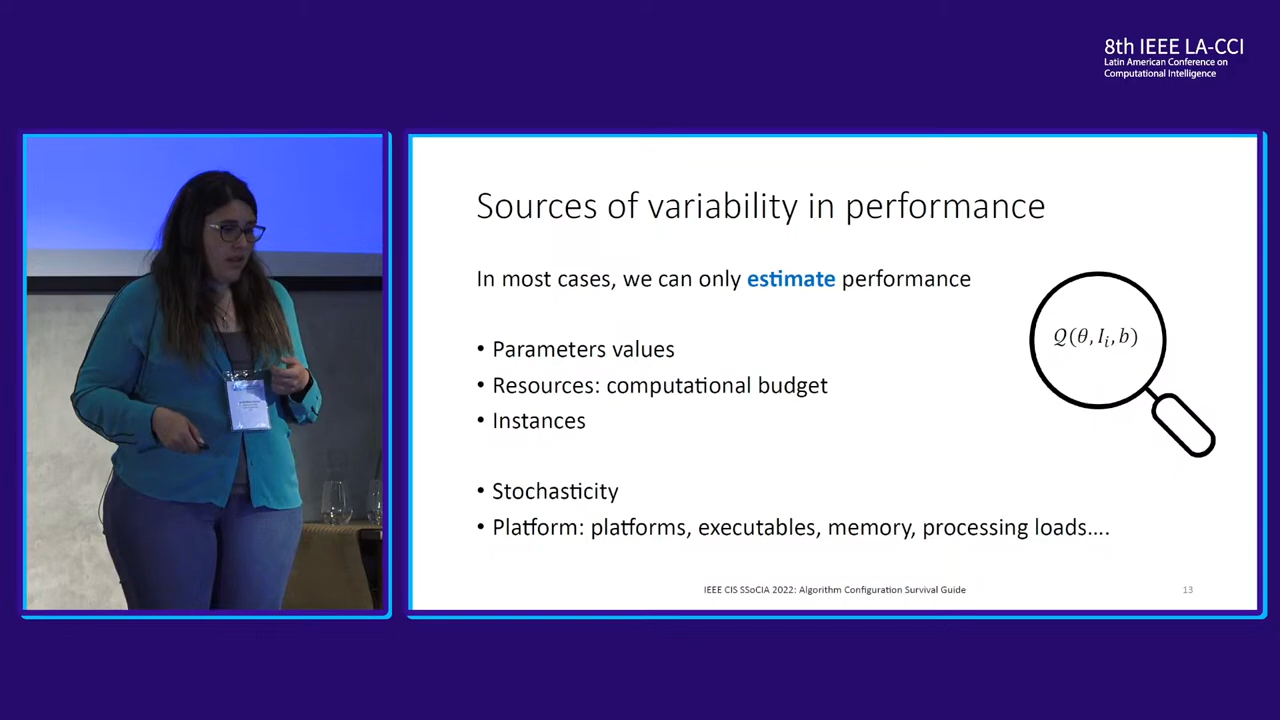 8th IEEE LA-CCI
Latin American Conference on
Computational Intelligence
Sources of variability in performance
In most cases, we can only estimate performance
• Parameters values
• Resources: computational budget
• Instances
• Stochasticity
• Platform: platforms, executables, memory, processing loads....
𝒬(θ, Iᵢ, b)
IEEE CIS SSoCIA 2022: Algorithm Configuration Survival Guide
13